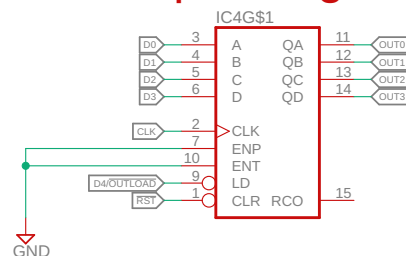 IC4G$1
D0 3 A QA 11 OUT0
D1 4 B QB 12 OUT1
D2 5 C QC 13 OUT2
D3 6 D QD 14 OUT3
CLK 2 CLK
7 ENP
10 ENT
D4/OUTLOAD 9 LD
RST 1 CLR RCO 15
GND